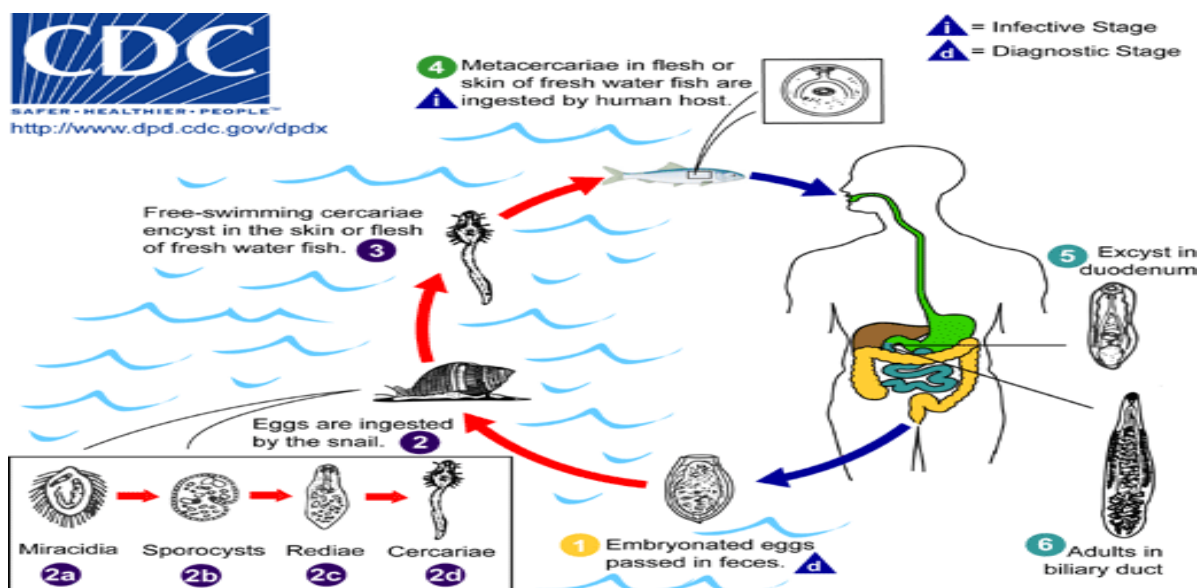 CDC
SAFER • HEALTHIER • PEOPLE™
http://www.dpd.cdc.gov/dpdx
i = Infective Stage
d = Diagnostic Stage
4 Metacercariae in flesh or
skin of fresh water fish are
i ingested by human host.
Free-swimming cercariae
encyst in the skin or flesh
of fresh water fish. 3
5 Excyst in
duodenum
Eggs are ingested
by the snail. 2
Miracidia
2a
Sporocysts
2b
Rediae
2c
Cercariae
2d
1 Embryonated eggs
passed in feces. d
6 Adults in
biliary duct